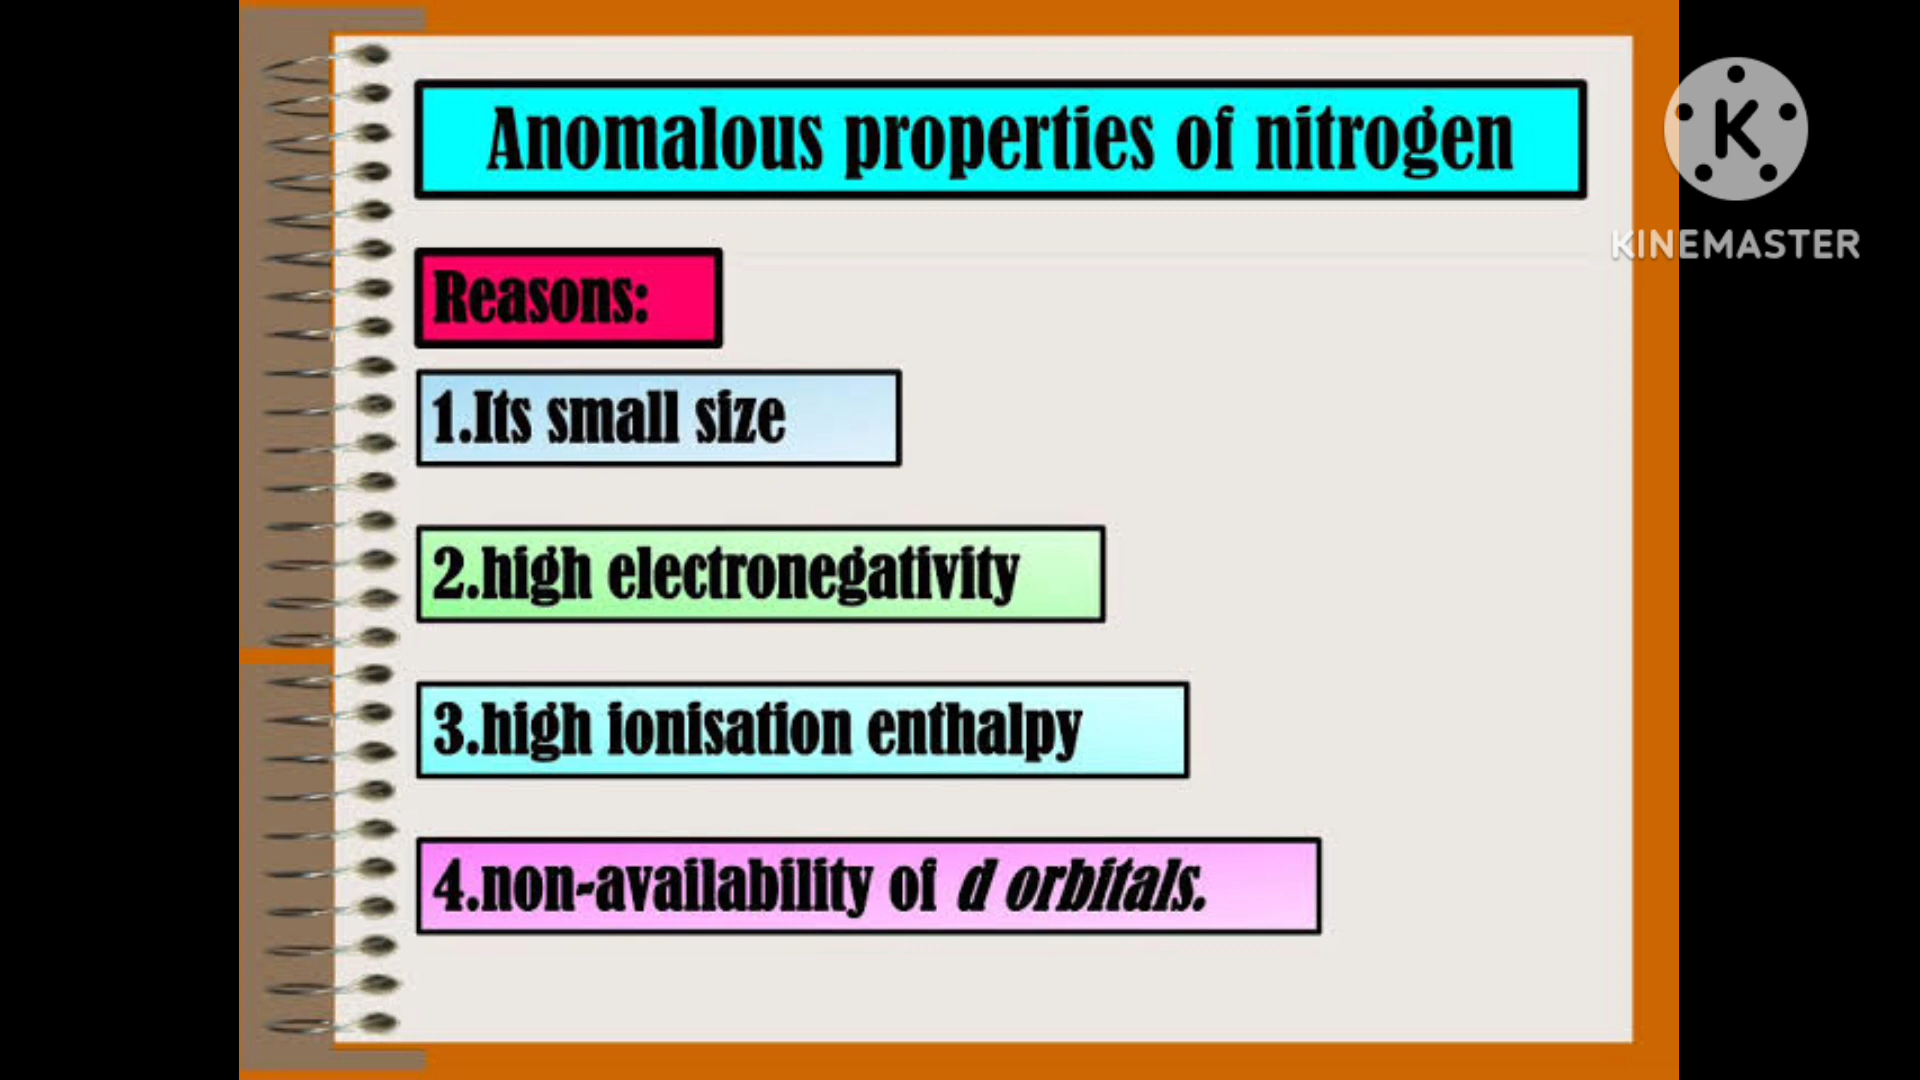 Anomalous properties of nitrogen
K
KINEMASTER
Reasons:
1.Its small size
2.high electronegativity
3.high ionisation enthalpy
4.non-availability of d orbitals.